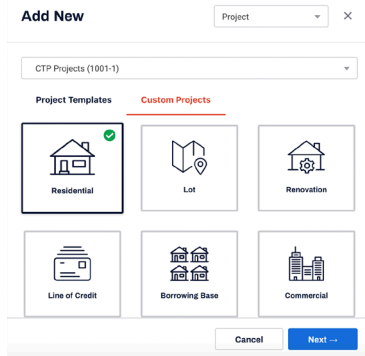 Add New
Project
CTP Projects (1001-1)
Project Templates
Custom Projects
Residential
Lot
Renovation
Line of Credit
Borrowing Base
Commercial
Cancel
Next →